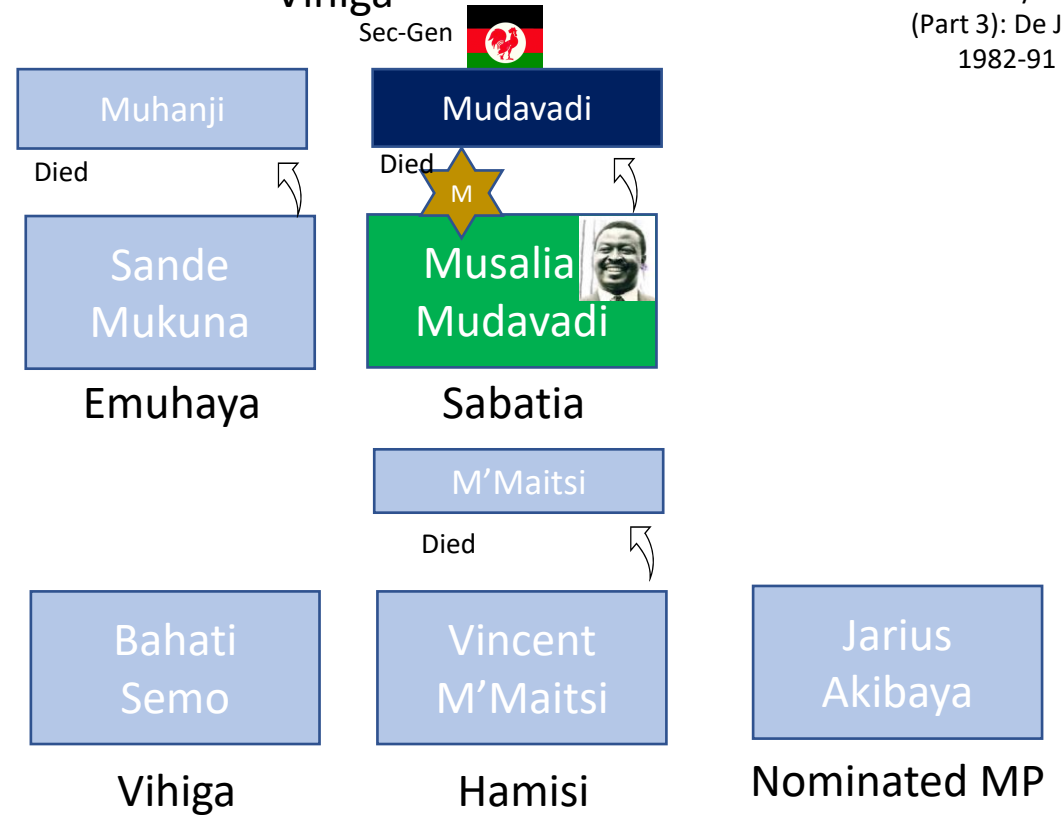 Vihiga
Sec-Gen
(Part 3): De J
1982-91
Muhanji
Mudavadi
Died
Died
M
Sande
Mukuna
Musalia
Mudavadi
Emuhaya
Sabatia
M’Maitsi
Died
Bahati
Semo
Vincent
M’Maitsi
Jarius
Akibaya
Vihiga
Hamisi
Nominated MP